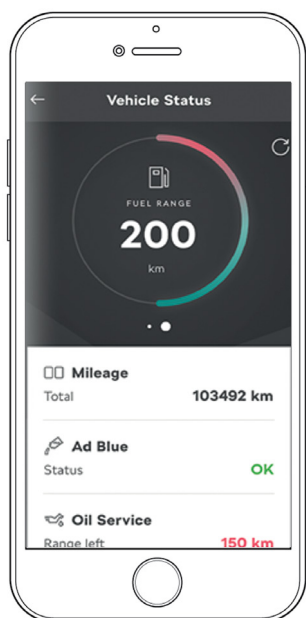 Vehicle Status
FUEL RANGE
200
km
Mileage
Total 103492 km
Ad Blue
Status OK
Oil Service
Range left 150 km